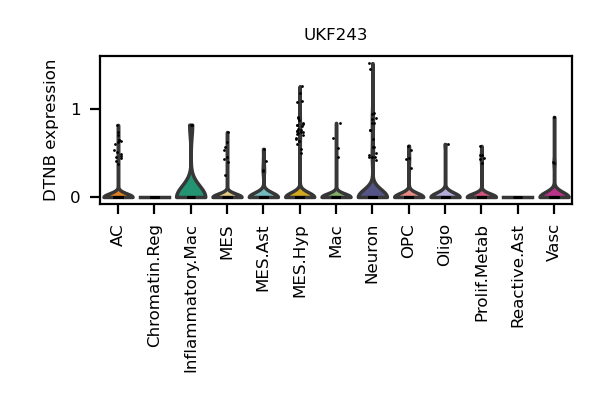 UKF243
DTNB expression
1
0
AC
Chromatin.Reg
Inflammatory.Mac
MES
MES.Ast
MES.Hyp
Mac
Neuron
OPC
Oligo
Prolif.Metab
Reactive.Ast
Vasc